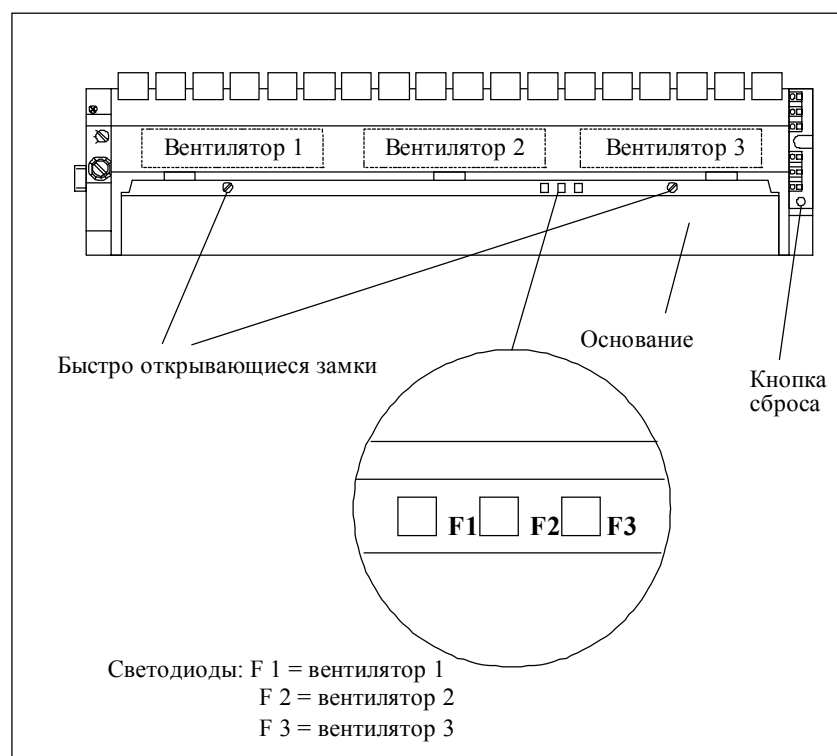 Вентилятор 1
Вентилятор 2
Вентилятор 3
Быстро открывающиеся замки
Основание
Кнопка
сброса
F1
F2
F3
Светодиоды: F 1 = вентилятор 1
F 2 = вентилятор 2
F 3 = вентилятор 3